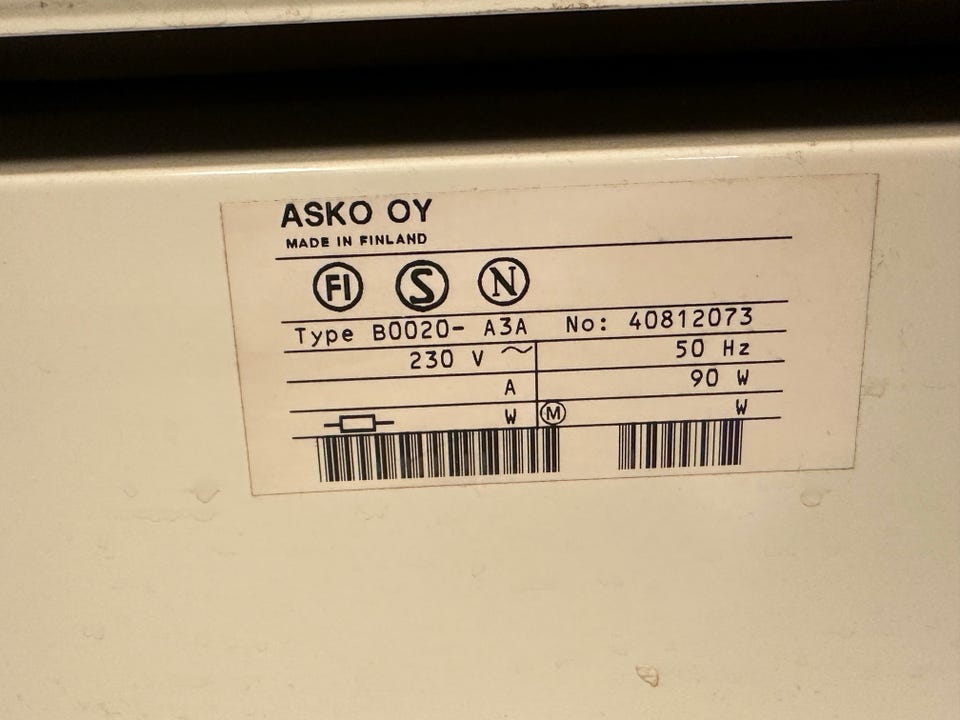 ASKO OY
MADE IN FINLAND
FI S N
Type B0020- A3A No: 40812073
230 V ~ 50 Hz
A 90 W
W M W